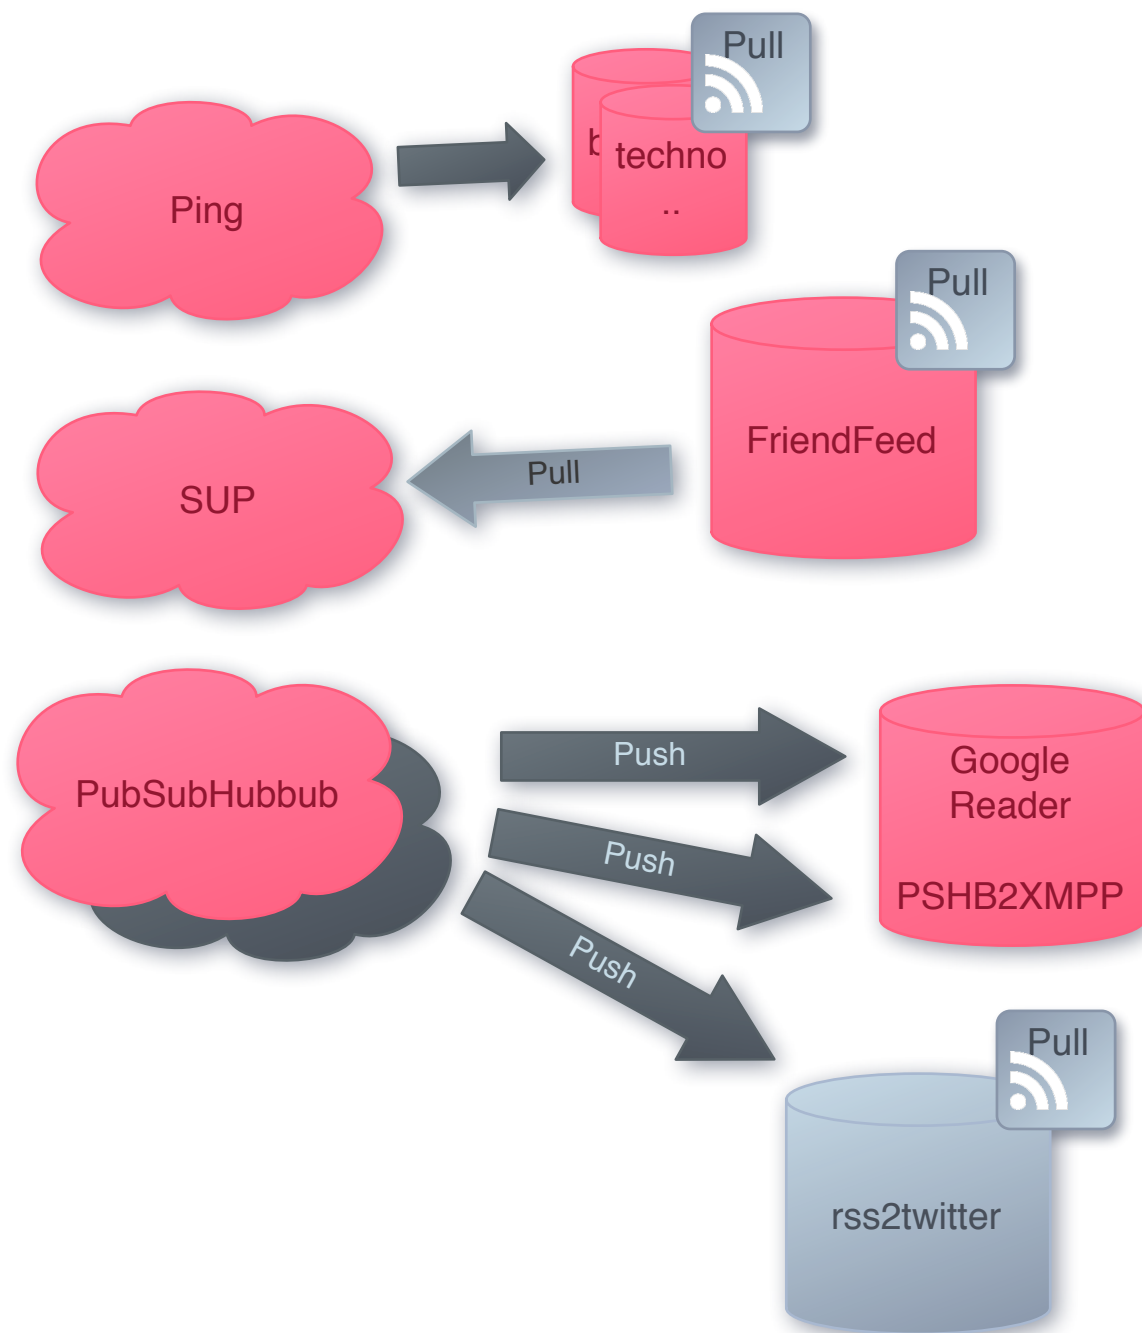 Pull
techno
..
Ping
Pull
FriendFeed
Pull
SUP
Push
Google
Reader
PubSubHubbub
Push
PSHB2XMPP
Push
Pull
rss2twitter